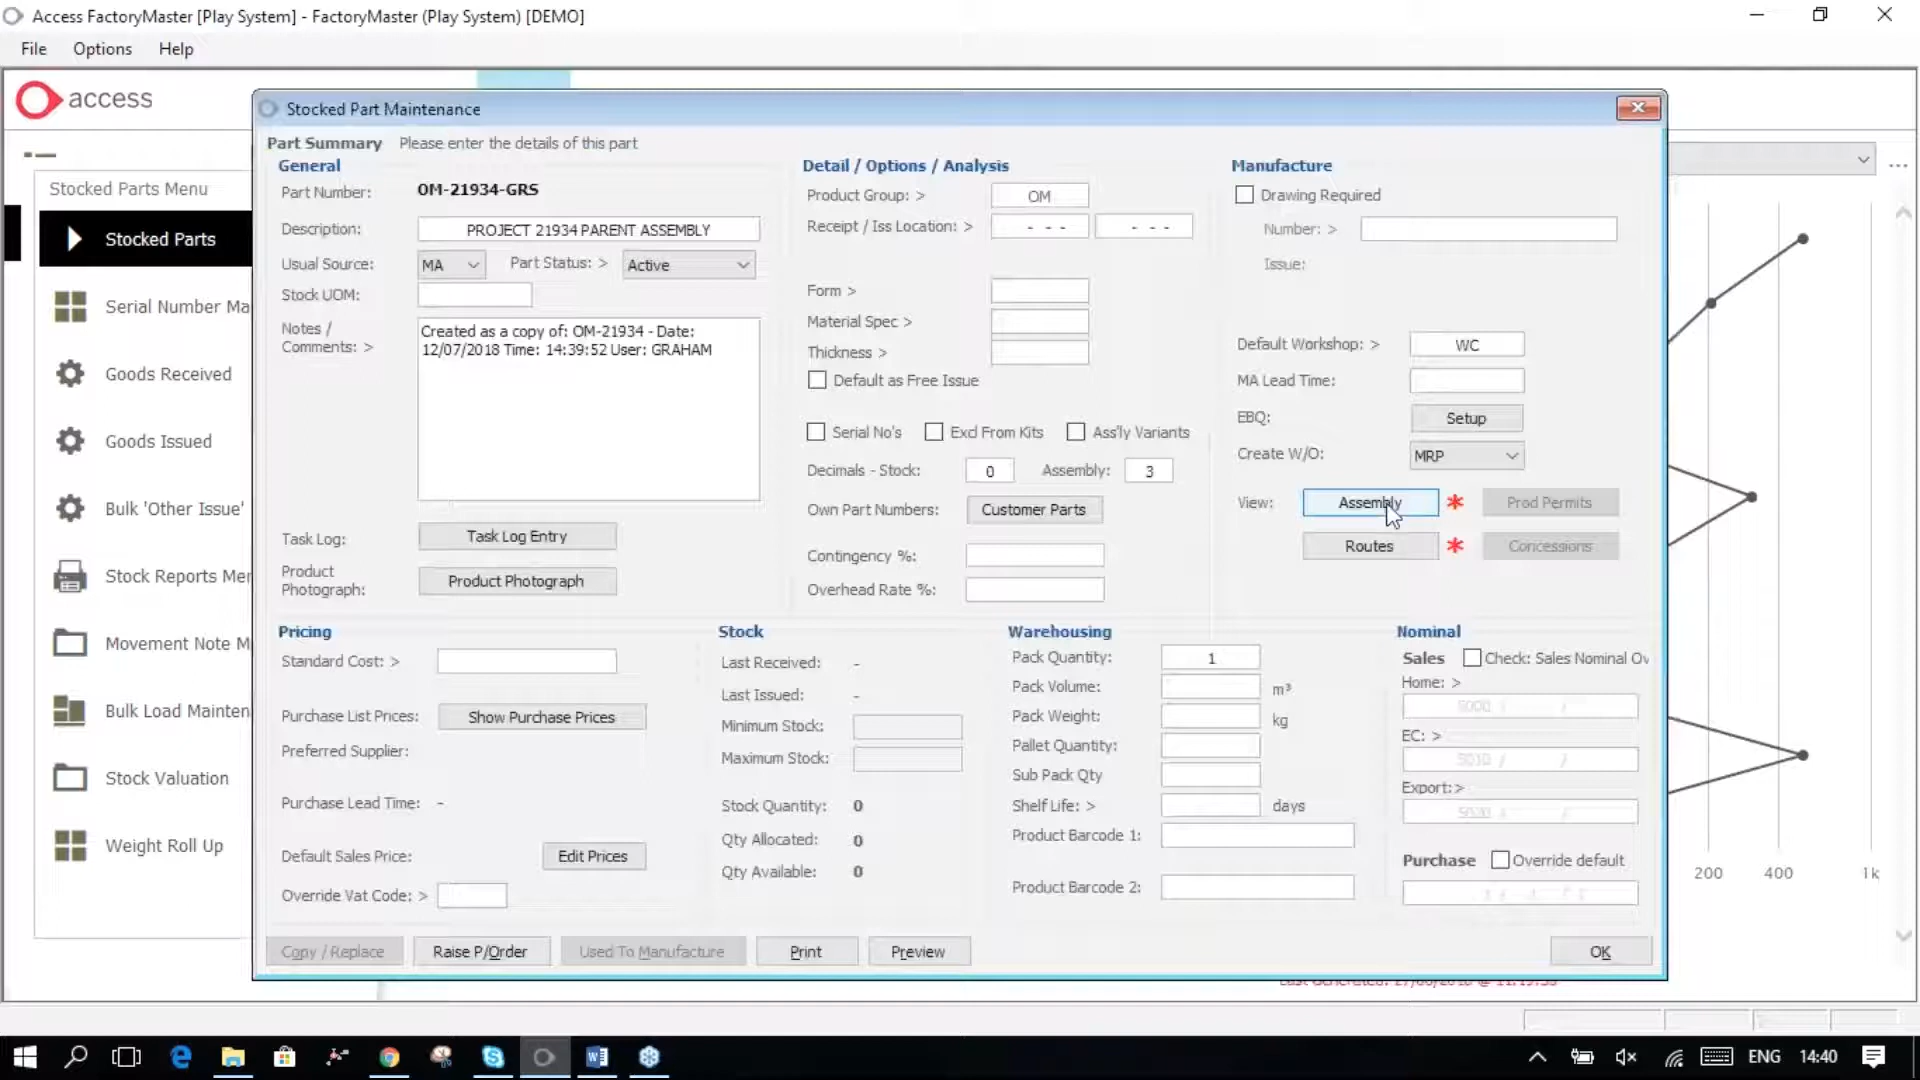 Access FactoryMaster [Play System] - FactoryMaster (Play System) [DEMO]
File Options Help
access
Stocked Parts Menu
Stocked Parts
Serial Number Ma
Goods Received
Goods Issued
Bulk 'Other Issue'
Stock Reports Mer
Movement Note M
Bulk Load Mainten
Stock Valuation
Weight Roll Up
Stocked Part Maintenance
Part Summary Please enter the details of this part
General
Part Number: OM-21934-GRS
Description: PROJECT 21934 PARENT ASSEMBLY
Usual Source: MA Part Status: > Active
Stock UOM:
Notes /
Comments: >
Created as a copy of: OM-21934 - Date:
12/07/2018 Time: 14:39:52 User: GRAHAM
Task Log: Task Log Entry
Product
Photograph: Product Photograph
Detail / Options / Analysis
Product Group: > OM
Receipt / Iss Location: > - - - - - -
Form >
Material Spec >
Thickness >
Default as Free Issue
Serial No's Excl From Kits Ass'ly Variants
Decimals - Stock: 0 Assembly: 3
Own Part Numbers: Customer Parts
Contingency %:
Overhead Rate %:
Manufacture
Drawing Required
Number: >
Issue:
Default Workshop: > WC
MA Lead Time:
EBQ: Setup
Create W/O: MRP
View: Assembly * Prod Permits
Routes * Concessions
Pricing
Standard Cost: >
Purchase List Prices: Show Purchase Prices
Preferred Supplier:
Purchase Lead Time: -
Default Sales Price: Edit Prices
Override Vat Code: >
Stock
Last Received: -
Last Issued: -
Minimum Stock:
Maximum Stock:
Stock Quantity: 0
Qty Allocated: 0
Qty Available: 0
Warehousing
Pack Quantity: 1
Pack Volume: m³
Pack Weight: kg
Pallet Quantity:
Sub Pack Qty
Shelf Life: > days
Product Barcode 1:
Product Barcode 2:
Nominal
Sales Check: Sales Nominal Ov
Home: >
5000 / /
EC: >
5010 / /
Export:>
5020 / /
Purchase Override default
Copy / Replace Raise P/Order Used To Manufacture Print Preview OK
200 400 1k
ENG 14:40